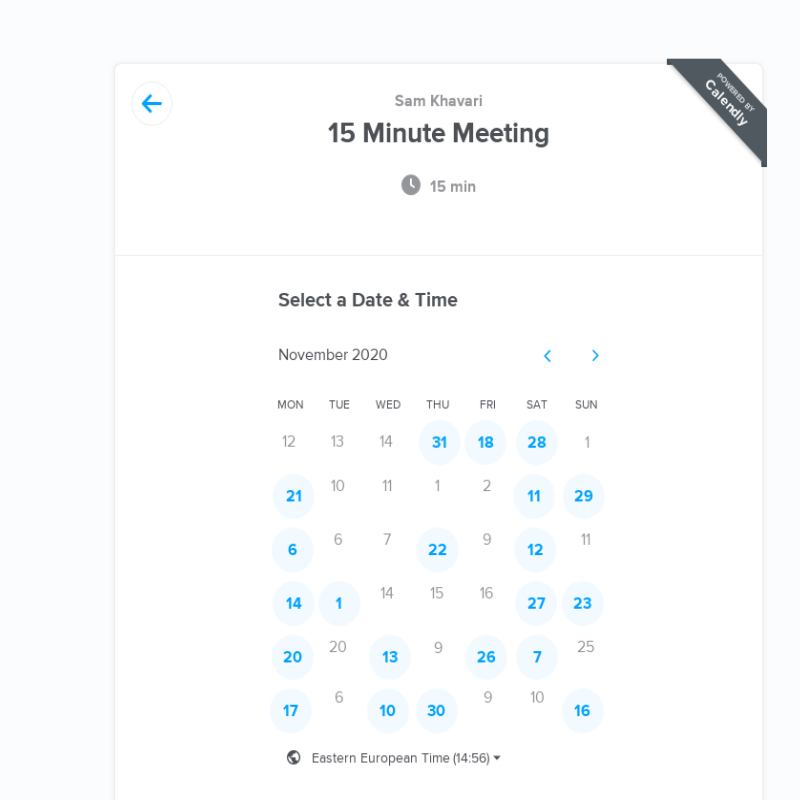 POWERED BY
Calendly
Sam Khavari
15 Minute Meeting
15 min
Select a Date & Time
November 2020
MON TUE WED THU FRI SAT SUN
12 13 14 31 18 28 1
21 10 11 1 2 11 29
6 6 7 22 9 12 11
14 1 14 15 16 27 23
20 20 13 9 26 7 25
17 6 10 30 9 10 16
Eastern European Time (14:56)